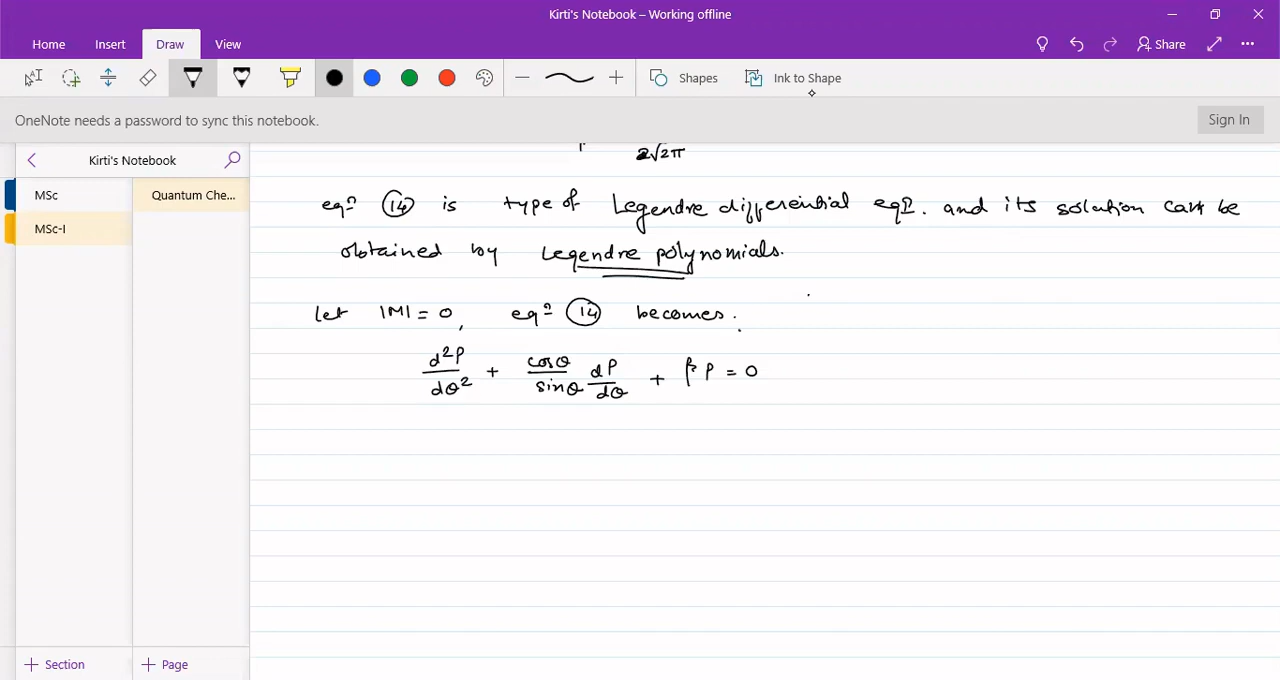 Kirti's Notebook – Working offline
Home Insert Draw View
Share
Shapes Ink to Shape
OneNote needs a password to sync this notebook.
Sign In
Kirti's Notebook
MSc
Quantum Che...
MSc-I
2√2π
eqⁿ (14) is type of Legendre differential eqⁿ. and its solution can be
obtained by Legendre polynomials.
let |M| = 0, eqⁿ (14) becomes.
d²P/dθ² + cosθ/sinθ dP/dθ + βP = 0
+ Section
+ Page